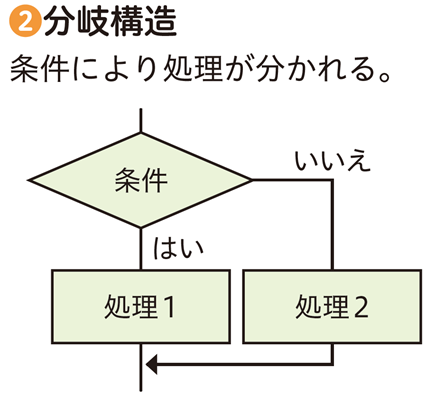 ❷分岐構造
条件により処理が分かれる。
いいえ
条件
はい
処理1
処理2